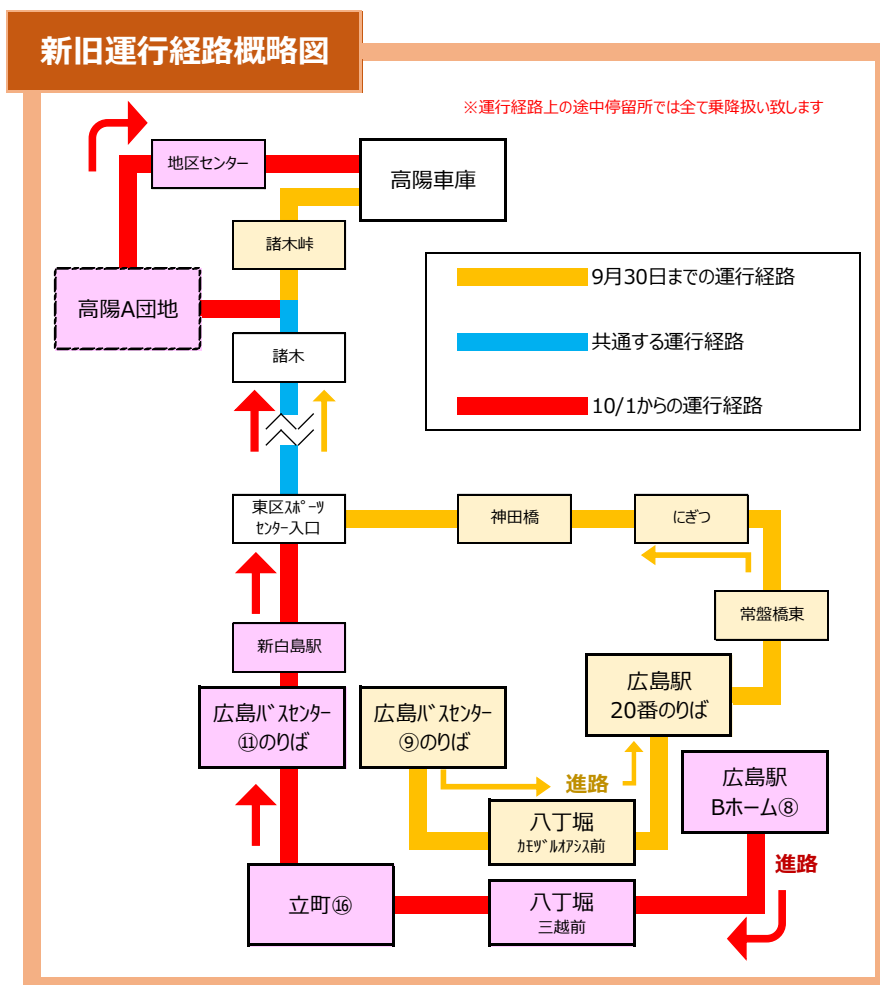 新旧運行経路概略図
※運行経路上の途中停留所では全て乗降扱い致します
地区センター
高陽車庫
諸木峠
高陽A団地
9月30日までの運行経路
共通する運行経路
10/1からの運行経路
諸木
東区ｽﾎﾟｰﾂ
ｾﾝﾀｰ入口
神田橋
にぎつ
常盤橋東
新白島駅
広島ﾊﾞｽｾﾝﾀｰ
⑪のりば
広島ﾊﾞｽｾﾝﾀｰ
⑨のりば
広島駅
20番のりば
進路
広島駅
Bホーム⑧
八丁堀
ｶﾓﾂﾞﾙｵｱｼｽ前
進路
立町⑯
八丁堀
三越前